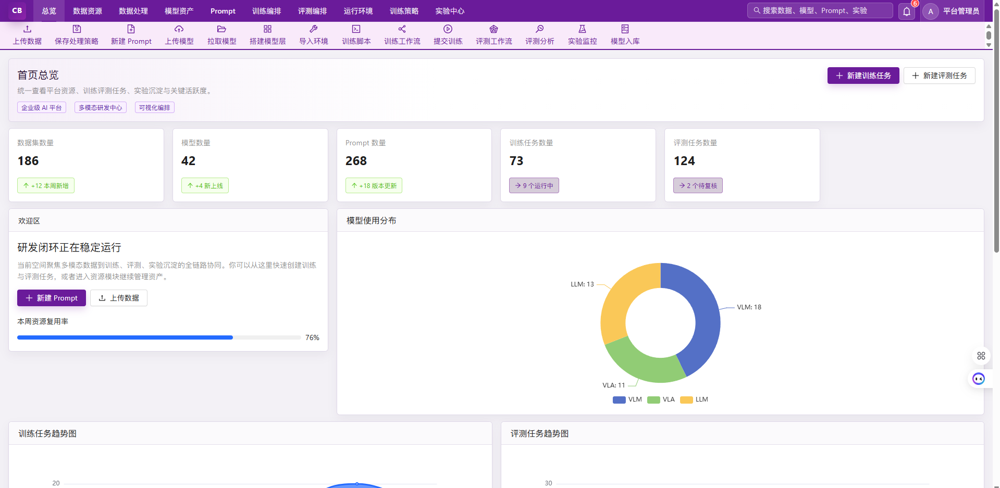 CB 总览 数据资源 数据处理 模型资产 Prompt 训练编排 评测编排 运行环境 训练策略 实验中心 搜索数据、模型、Prompt、实验 6 A 平台管理员
上传数据 保存处理策略 新建 Prompt 上传模型 拉取模型 搭建模型层 导入环境 训练脚本 训练工作流 提交训练 评测工作流 评测分析 实验监控 模型入库
首页总览
统一查看平台资源、训练评测任务、实验沉淀与关键活跃度。
企业级 AI 平台 多模态研发中心 可视化编排
新建训练任务 新建评测任务
数据集数量
186
+12 本周新增
模型数量
42
+4 新上线
Prompt 数量
268
+18 版本更新
训练任务数量
73
9 个运行中
评测任务数量
124
2 个待复核
欢迎区
研发闭环正在稳定运行
当前空间聚焦多模态数据到训练、评测、实验沉淀的全链路协同。你可以从这里快速创建训练
与评测任务，或者进入资源模块继续管理资产。
新建 Prompt 上传数据
本周资源复用率
76%
模型使用分布
LLM: 13
VLM: 18
VLA: 11
VLM VLA LLM
训练任务趋势图
20
评测任务趋势图
30